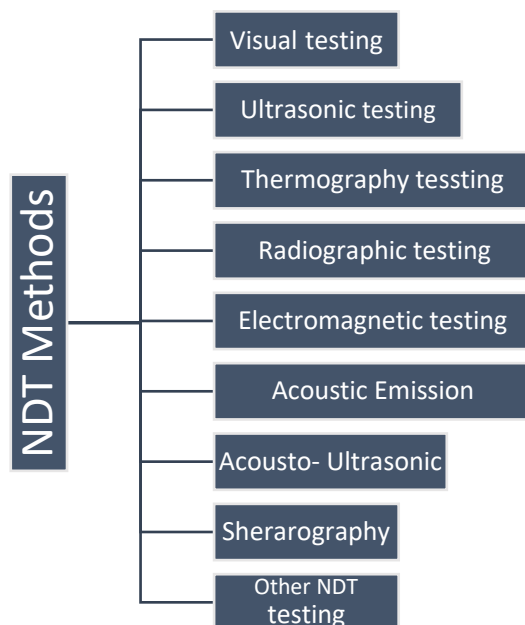 NDT Methods
Visual testing
Ultrasonic testing
Thermography tessting
Radiographic testing
Electromagnetic testing
Acoustic Emission
Acousto- Ultrasonic
Sherarography
Other NDT
testing